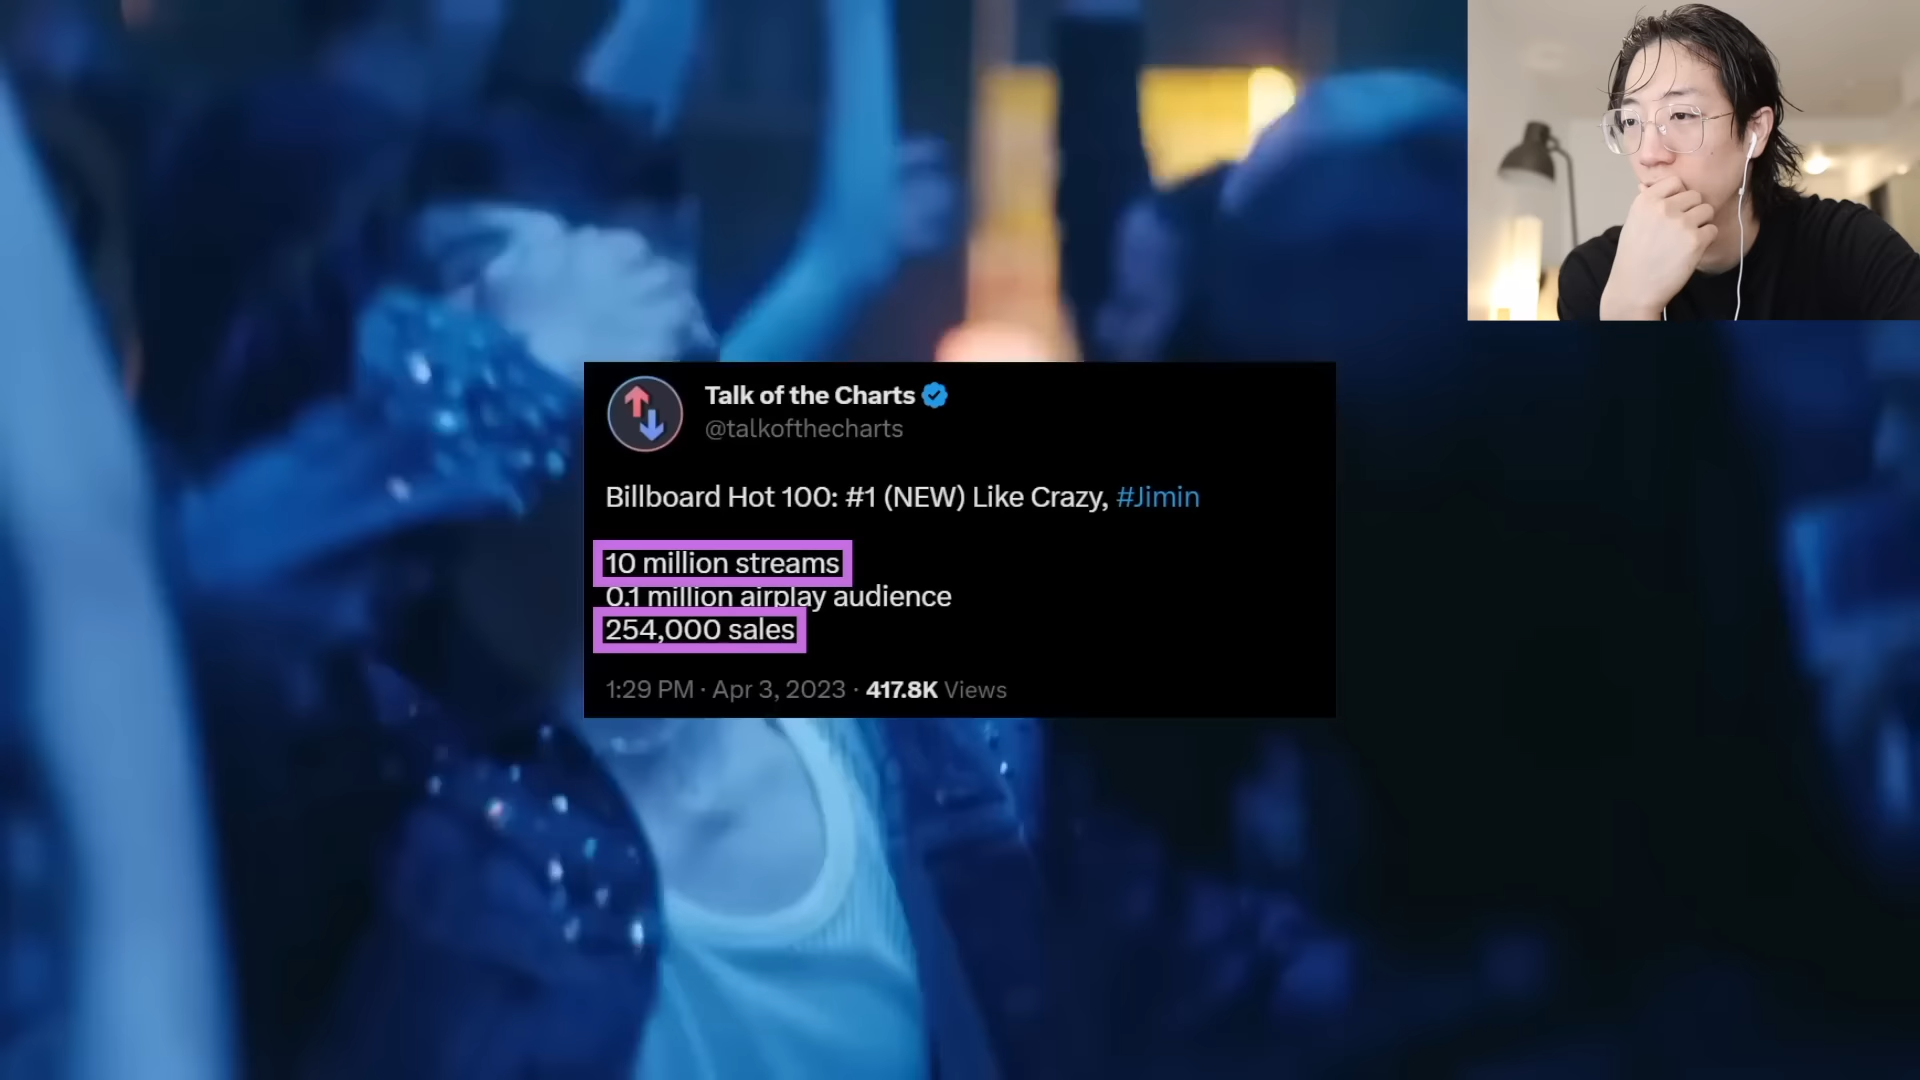 Talk of the Charts
@talkofthecharts
Billboard Hot 100: #1 (NEW) Like Crazy, #Jimin
10 million streams
0.1 million airplay audience
254,000 sales
1:29 PM · Apr 3, 2023 · 417.8K Views